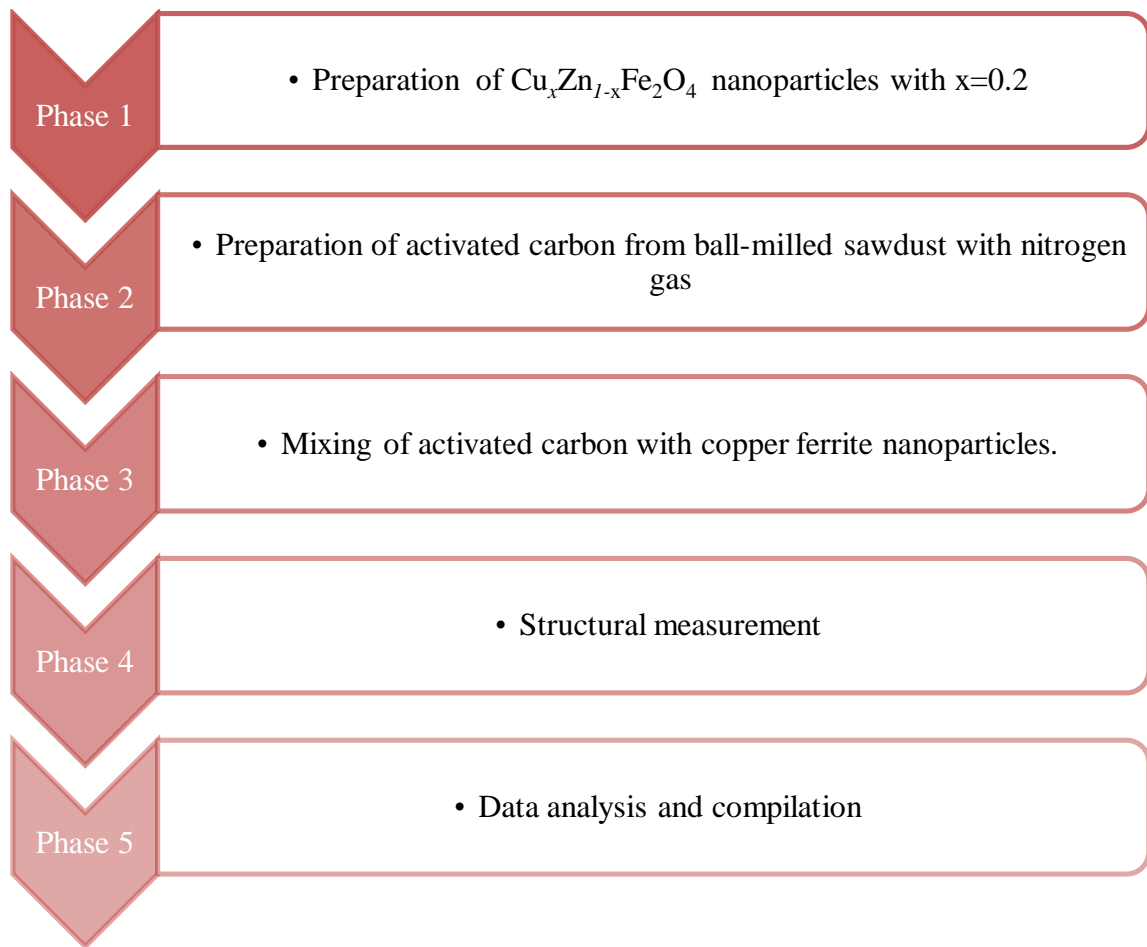 Phase 1
• Preparation of CuₓZn₁₋ₓFe₂O₄ nanoparticles with x=0.2
Phase 2
• Preparation of activated carbon from ball-milled sawdust with nitrogen
gas
Phase 3
• Mixing of activated carbon with copper ferrite nanoparticles.
Phase 4
• Structural measurement
Phase 5
• Data analysis and compilation